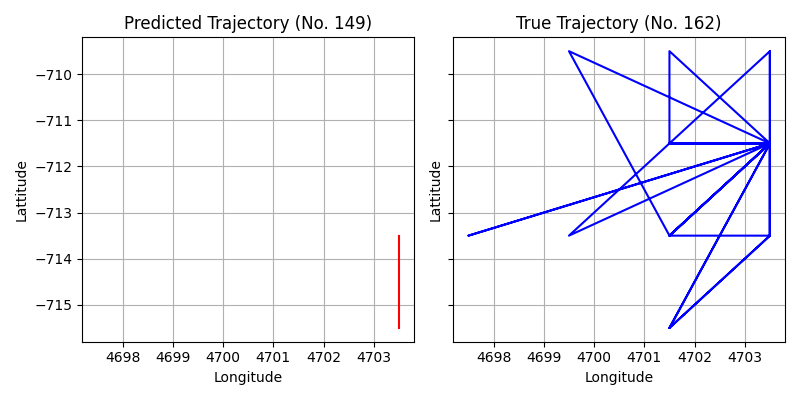 Predicted Trajectory (No. 149)
True Trajectory (No. 162)
−710
−711
−712
−713
−714
−715
Lattitude
Lattitude
4698 4699 4700 4701 4702 4703
4698 4699 4700 4701 4702 4703
Longitude
Longitude